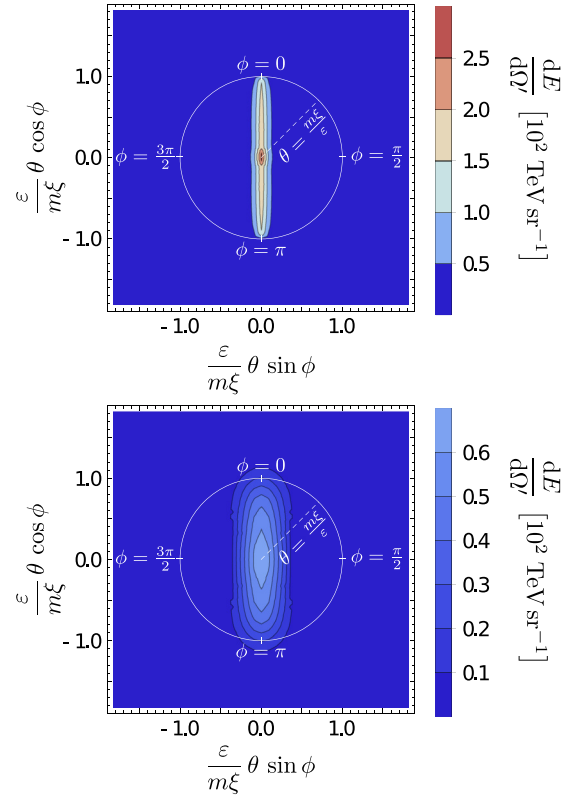 ϕ = 0
ϕ = 3π/2
ϕ = π/2
ϕ = π
θ = mξ/ε
1.0
0.0
- 1.0
ε/mξ θ cos ϕ
- 1.0 0.0 1.0
ε/mξ θ sin ϕ
2.5
2.0
1.5
1.0
0.5
dE/dΩ′ [10² TeV sr⁻¹]
ϕ = 0
ϕ = 3π/2
ϕ = π/2
ϕ = π
θ = mξ/ε
1.0
0.0
- 1.0
ε/mξ θ cos ϕ
- 1.0 0.0 1.0
ε/mξ θ sin ϕ
0.6
0.5
0.4
0.3
0.2
0.1
dE/dΩ′ [10² TeV sr⁻¹]